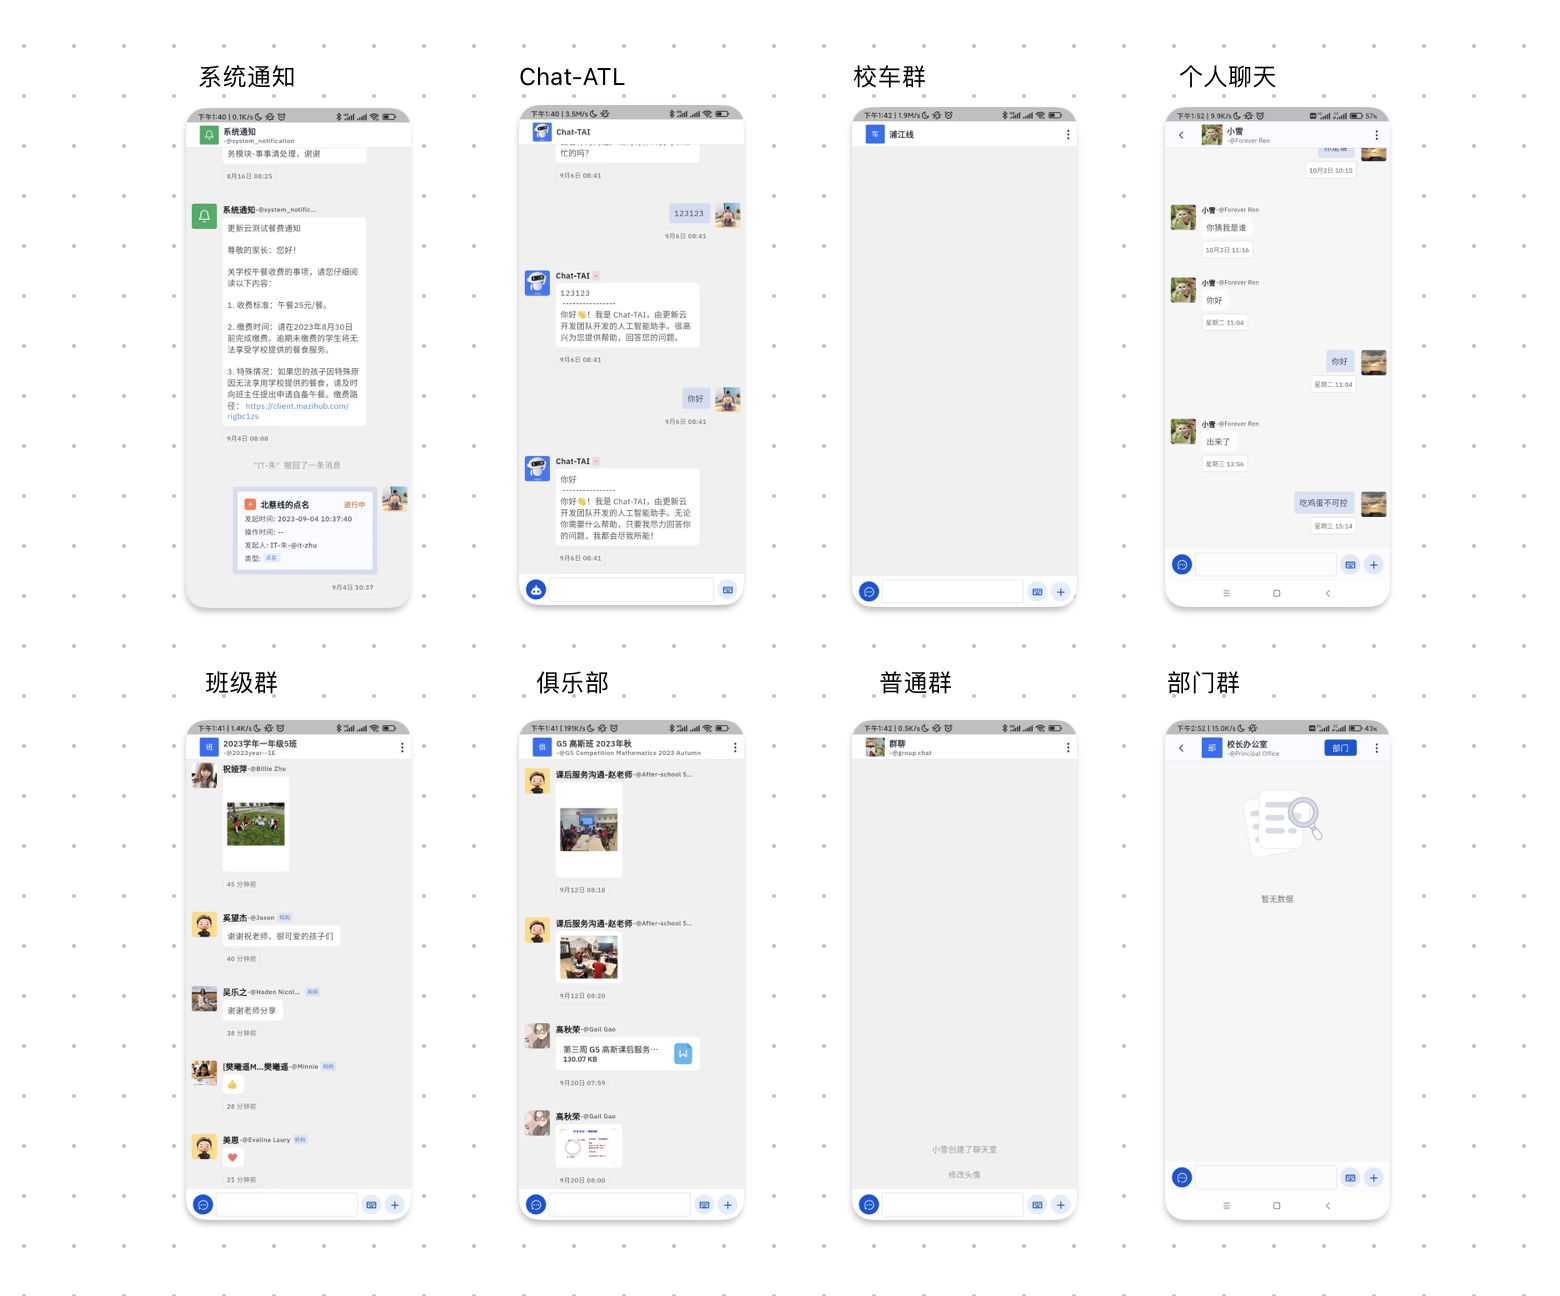 系统通知
下午1:40 | 0.1K/s
系统通知
-@system_notification
务模块-事事清处理，谢谢
8月16日 08:25
系统通知-@system_notific...
更新云测试餐费通知
尊敬的家长：您好！
关学校午餐收费的事项，请您仔细阅
读以下内容：
1. 收费标准：午餐25元/餐。
2. 缴费时间：请在2023年8月30日
前完成缴费。逾期未缴费的学生将无
法享受学校提供的餐食服务。
3. 特殊情况：如果您的孩子因特殊原
因无法享用学校提供的餐食，请及时
向班主任提出申请自备午餐。缴费路
径： https://client.mazihub.com/
rigbc1zs
9月4日 08:08
"IT-朱" 撤回了一条消息
北蔡线的点名 进行中
发起时间: 2023-09-04 10:37:40
操作时间: --
发起人: IT-朱-@it-zhu
类型: 点名
9月4日 10:37
Chat-ATL
下午1:40 | 3.5M/s
Chat-TAI
忙的吗？
9月6日 08:41
123123
9月6日 08:41
Chat-TAI
123123
----------------
你好👋！我是 Chat-TAI，由更新云
开发团队开发的人工智能助手。很高
兴为您提供帮助，回答您的问题。
9月6日 08:41
你好
9月6日 08:41
Chat-TAI
你好
----------------
你好👋！我是 Chat-TAI，由更新云
开发团队开发的人工智能助手。无论
你需要什么帮助，只要我尽力回答你
的问题，我都会尽我所能！
9月6日 08:41
校车群
下午1:42 | 1.9M/s
车 浦江线
个人聊天
下午1:52 | 9.9K/s 57%
小雪
-@Forever Ren
10月2日 10:15
小雪-@Forever Ren
你猜我是谁
10月2日 11:16
小雪-@Forever Ren
你好
星期二 11:04
你好
星期二 11:04
小雪-@Forever Ren
出来了
星期三 13:56
吃鸡蛋不可控
星期三 15:14
班级群
下午1:41 | 1.4K/s
班 2023学年一年级5班
-@2023year--1E
祝娅萍-@Billie Zhu
45 分钟前
奚望杰-@Jason 妈妈
谢谢祝老师，很可爱的孩子们
40 分钟前
吴乐之-@Haden Nicol... 妈妈
谢谢老师分享
38 分钟前
[樊曦遥M...樊曦遥-@Minnie 妈妈
28 分钟前
美恩-@Evalina Laury 妈妈
21 分钟前
俱乐部
下午1:41 | 191K/s
俱 G5 高斯班 2023年秋
-@G5 Competition Mathematics 2023 Autumn
课后服务沟通-赵老师-@After-school S...
9月12日 08:18
课后服务沟通-赵老师-@After-school S...
9月12日 08:20
高秋荣-@Gail Gao
第三周 G5 高斯课后服务···
130.07 KB
9月20日 07:59
高秋荣-@Gail Gao
9月20日 08:00
普通群
下午1:42 | 0.5K/s
群聊
-@group chat
小雪创建了聊天室
修改头像
部门群
下午2:52 | 15.0K/s 43%
部 校长办公室 部门
-@Principal Office
暂无数据